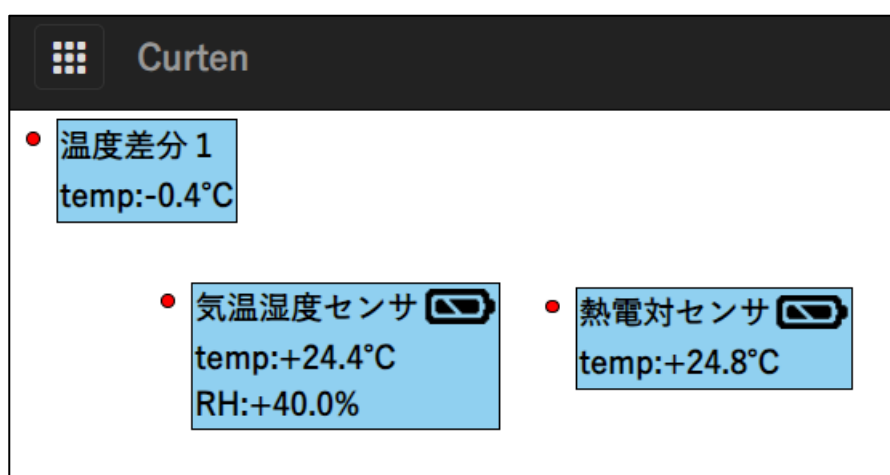 Curten
温度差分１
temp:-0.4℃
気温湿度センサ
temp:+24.4℃
RH:+40.0%
熱電対センサ
temp:+24.8℃